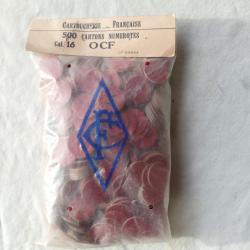 CARTOUCHERIE _ FRANÇAISE
500 CARTONS NUMEROTES
Cal. 16 OCF